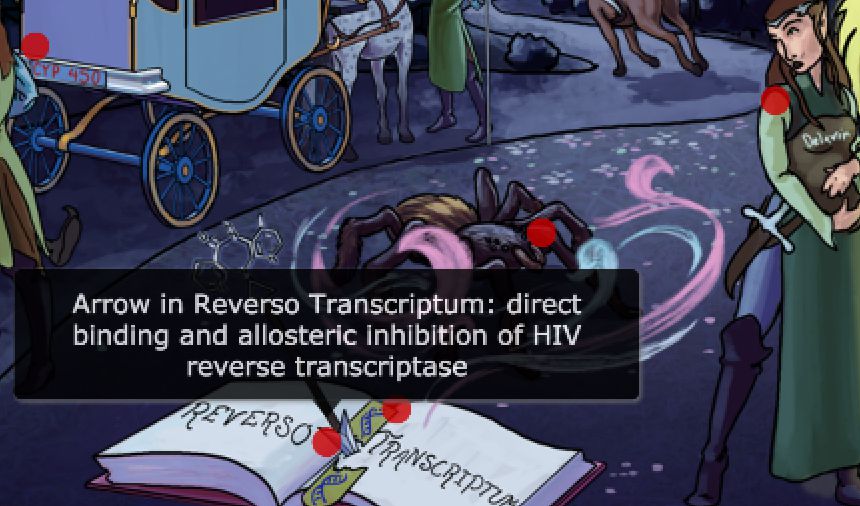 CYP 450
Delavir
Arrow in Reverso Transcriptum: direct
binding and allosteric inhibition of HIV
reverse transcriptase
REVERSO
TRANSCRIPTUM